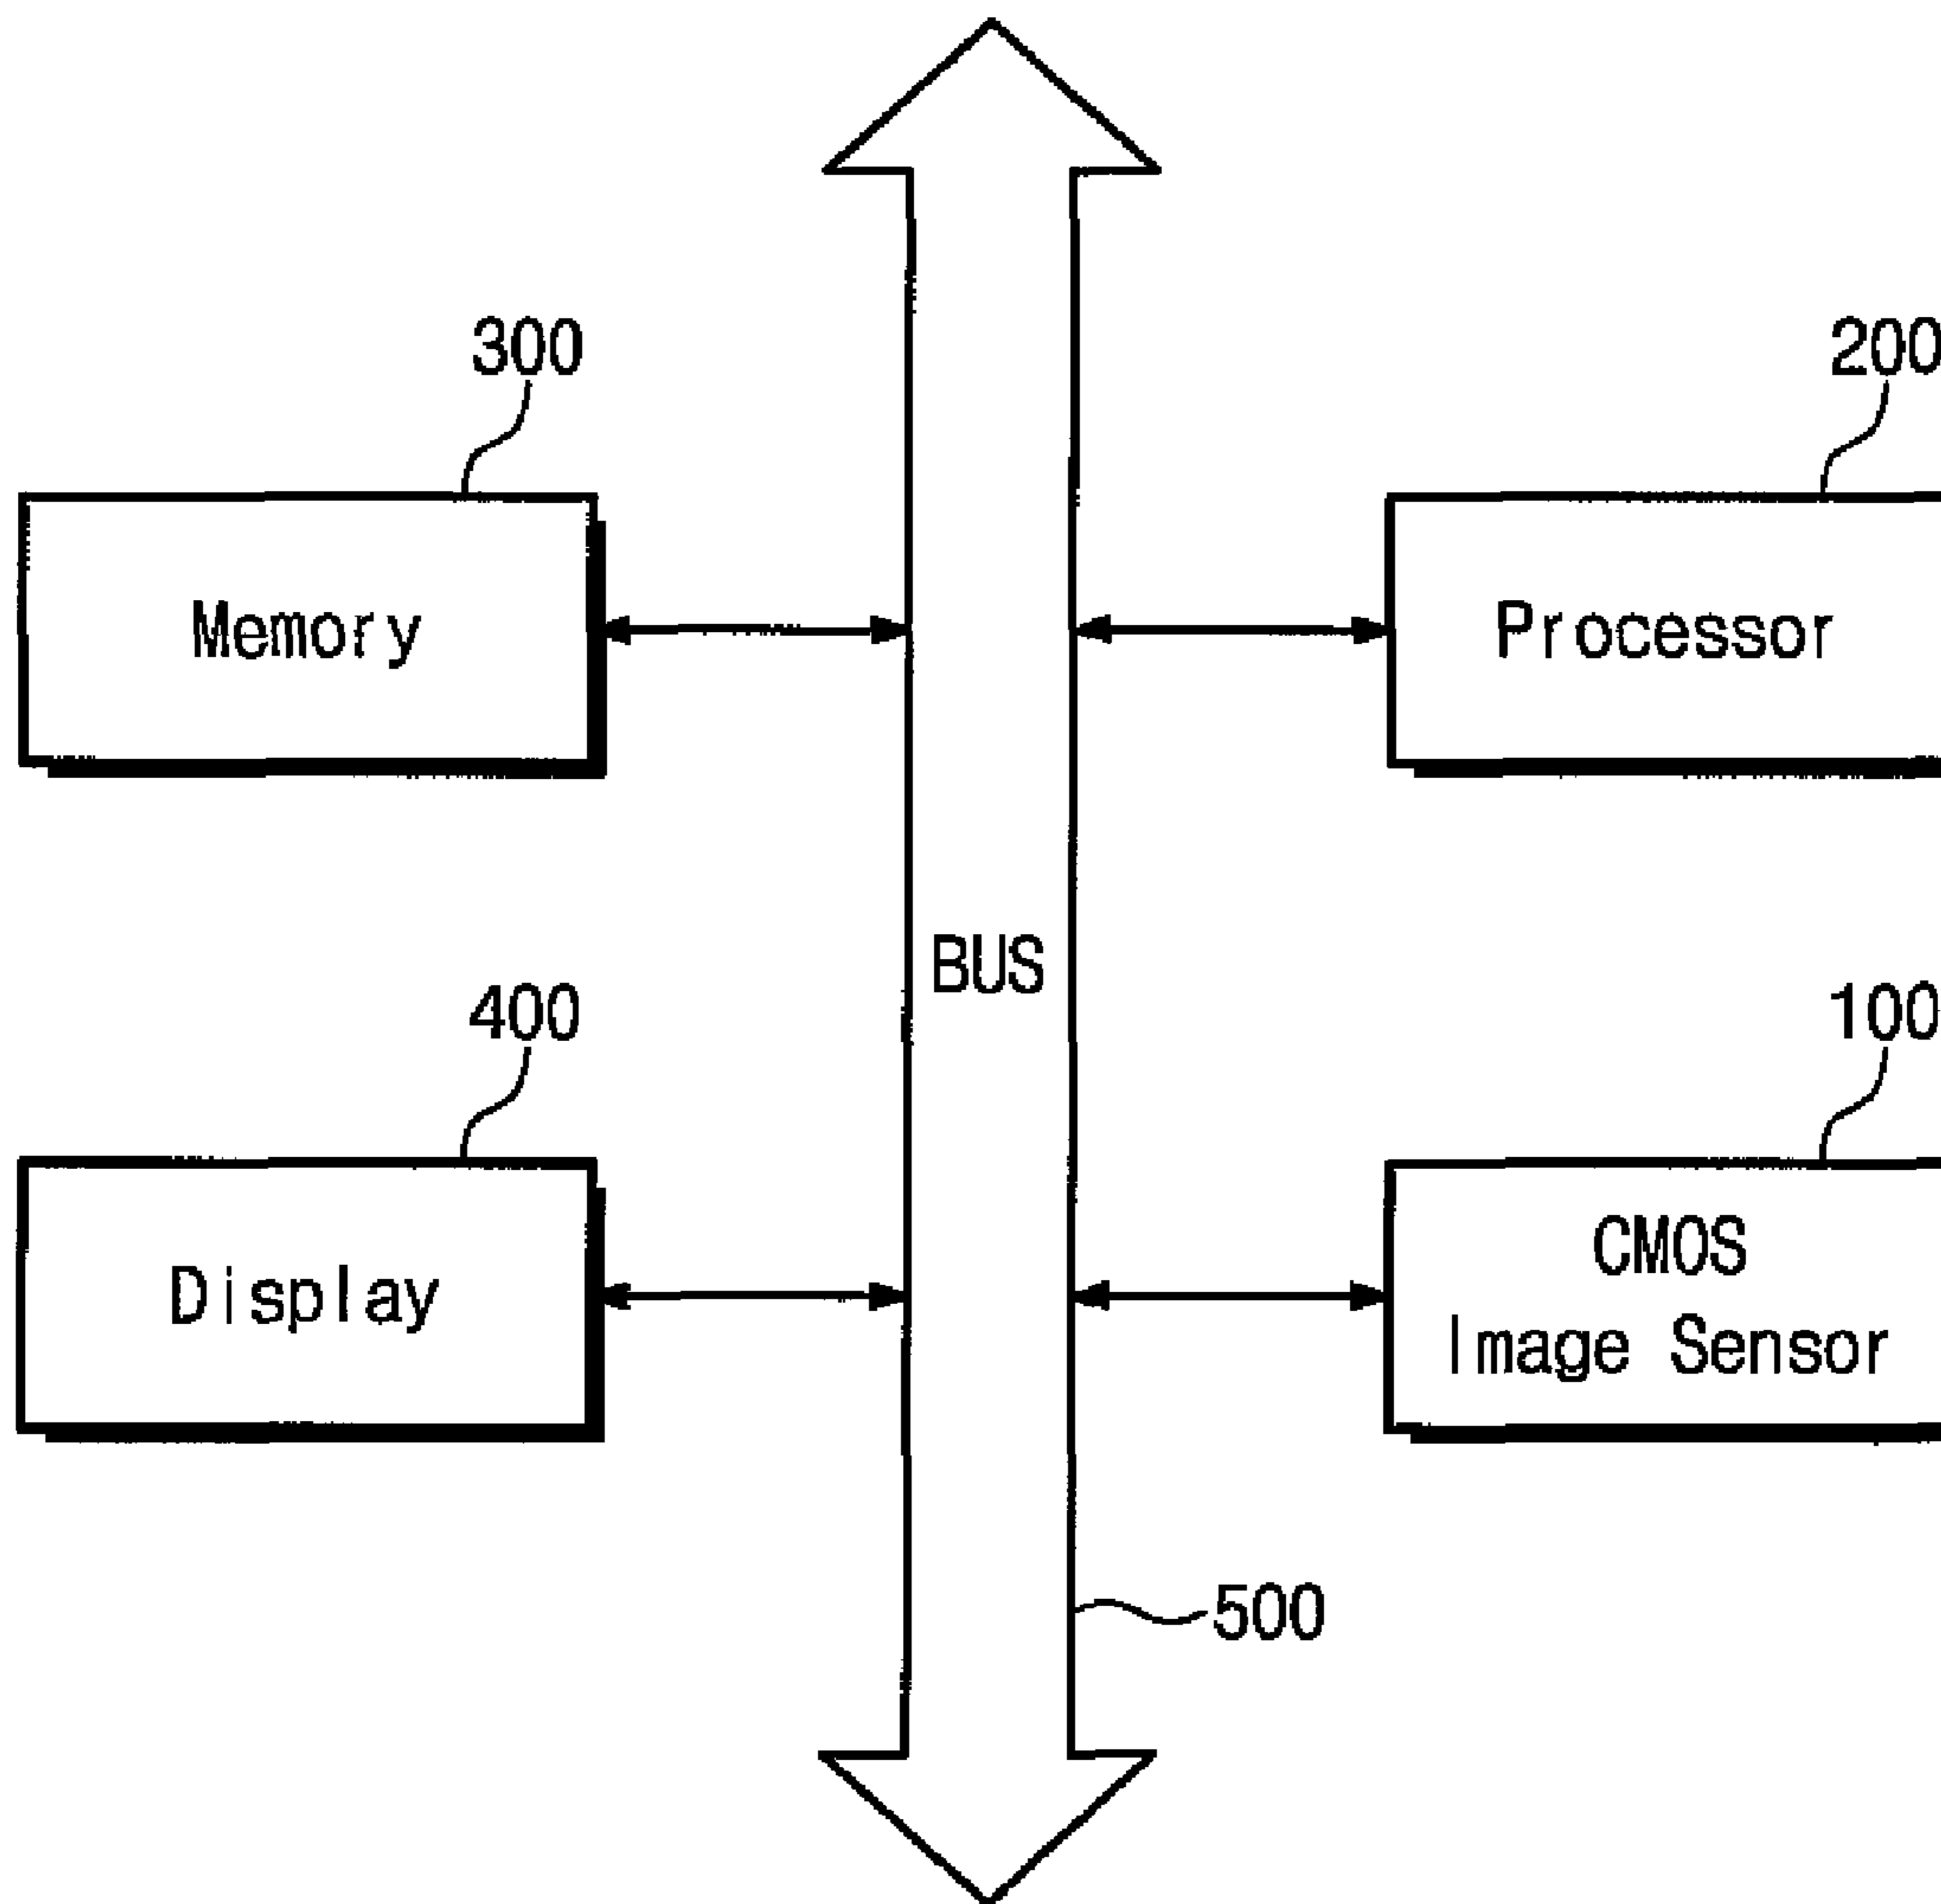 300
200
Memory
Processor
BUS
400
100
Display
CMOS
Image Sensor
500